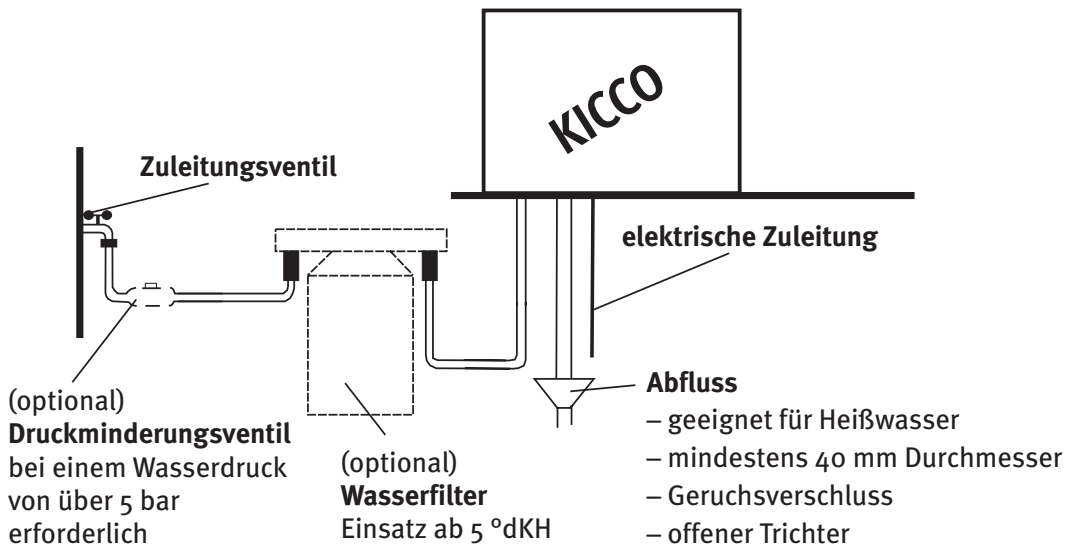 KICCO
Zuleitungsventil
elektrische Zuleitung
(optional)
Druckminderungsventil
bei einem Wasserdruck
von über 5 bar
erforderlich
(optional)
Wasserfilter
Einsatz ab 5 °dKH
Abfluss
– geeignet für Heißwasser
– mindestens 40 mm Durchmesser
– Geruchsverschluss
– offener Trichter